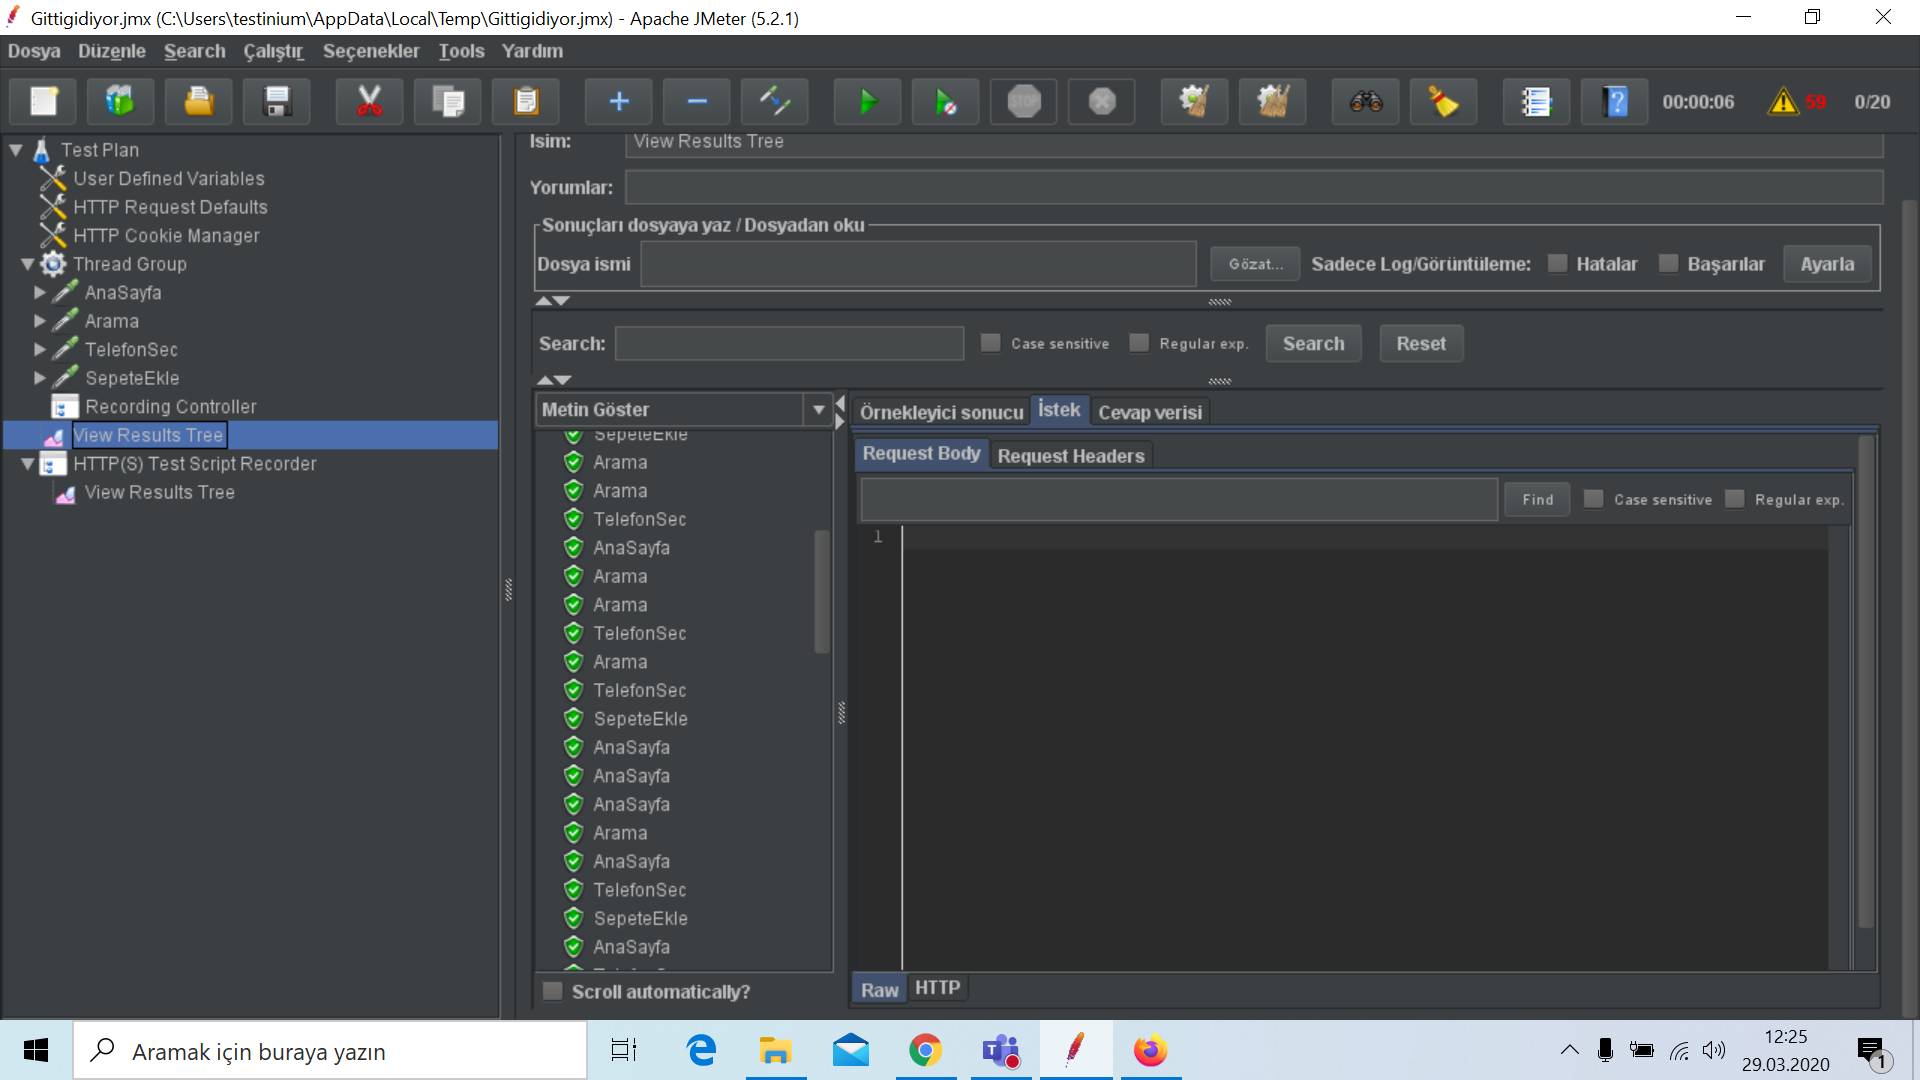 Gittigidiyor.jmx (C:\Users\testinium\AppData\Local\Temp\Gittigidiyor.jmx) - Apache JMeter (5.2.1)
Dosya Düzenle Search Çalıştır Seçenekler Tools Yardım
STOP 00:00:06 59 0/20
Test Plan
User Defined Variables
HTTP Request Defaults
HTTP Cookie Manager
Thread Group
AnaSayfa
Arama
TelefonSec
SepeteEkle
Recording Controller
View Results Tree
HTTP(S) Test Script Recorder
View Results Tree
İsim: View Results Tree
Yorumlar:
Sonuçları dosyaya yaz / Dosyadan oku
Dosya ismi Gözat... Sadece Log/Görüntüleme: Hatalar Başarılar Ayarla
Search: Case sensitive Regular exp. Search Reset
Metin Göster
SepeteEkle
Arama
Arama
TelefonSec
AnaSayfa
Arama
Arama
TelefonSec
Arama
TelefonSec
SepeteEkle
AnaSayfa
AnaSayfa
AnaSayfa
Arama
AnaSayfa
TelefonSec
SepeteEkle
AnaSayfa
Scroll automatically?
Örnekleyici sonucu İstek Cevap verisi
Request Body Request Headers
Find Case sensitive Regular exp.
1
Raw HTTP
Aramak için buraya yazın
12:25
29.03.2020
1